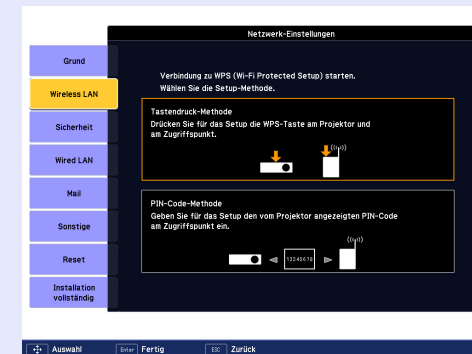 Netzwerk-Einstellungen
Grund
Wireless LAN
Sicherheit
Wired LAN
Mail
Sonstige
Reset
Installation
vollständig
Verbindung zu WPS (Wi-Fi Protected Setup) starten.
Wählen Sie die Setup-Methode.
Tastendruck-Methode
Drücken Sie für das Setup die WPS-Taste am Projektor und
am Zugriffspunkt.
PIN-Code-Methode
Geben Sie für das Setup den vom Projektor angezeigten PIN-Code
am Zugriffspunkt ein.
12345678
Auswahl
Enter Fertig
ESC Zurück